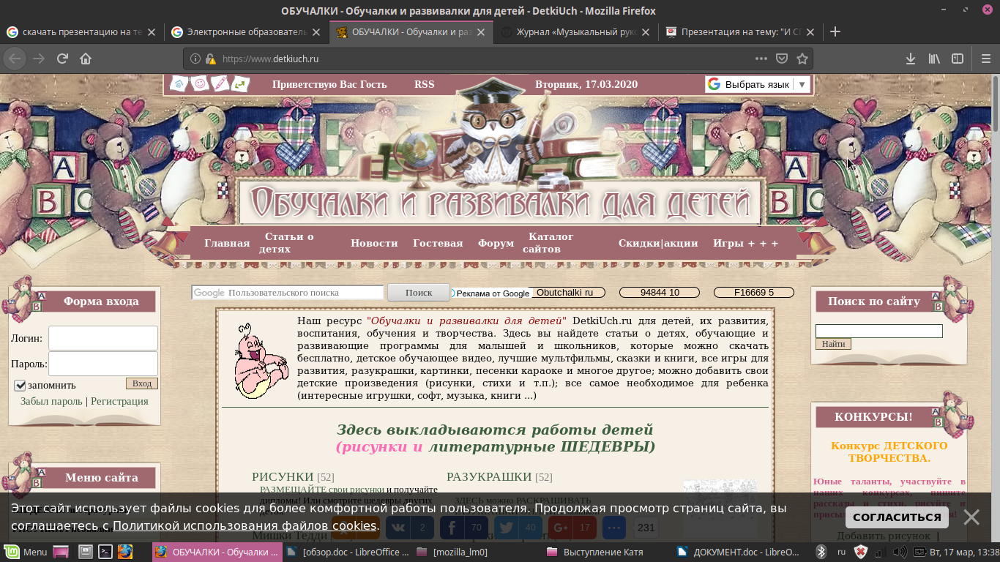 ОБУЧАЛКИ - Обучалки и развивалки для детей - DetkiUch - Mozilla Firefox
скачать презентацию на те
Электронные образователь
ОБУЧАЛКИ - Обучалки и раз
Журнал «Музыкальный рук
Презентация на тему: "И СП
https://www.detkiuch.ru
Приветствую Вас Гость
RSS
Вторник, 17.03.2020
Выбрать язык
A
B
C
Обучалки и развивалки для детей
Главная
Статьи о детях
Новости
Гостевая
Форум
Каталог сайтов
Скидки|акции
Игры + + +
Форма входа
Логин:
Пароль:
запомнить
Вход
Забыл пароль | Регистрация
Меню сайта
Google Пользовательского поиска
Поиск
Реклама от Google
Obutchalki ru
94844 10
F16669 5
Наш ресурс "Обучалки и развивалки для детей" DetkiUch.ru для детей, их развития,
воспитания, обучения и творчества. Здесь вы найдете статьи о детях, обучающие и
развивающие программы для малышей и школьников, которые можно скачать
бесплатно, детское обучающее видео, лучшие мультфильмы, сказки и книги, все игры для
развития, разукрашки, картинки, песенки караоке и многое другое; можно добавить свои
детские произведения (рисунки, стихи и т.п.); все самое необходимое для ребенка
(интересные игрушки, софт, музыка, книги ...)
Здесь выкладываются работы детей
(рисунки и литературные ШЕДЕВРЫ)
РИСУНКИ [52]
РАЗМЕЩАЙТЕ свои рисунки и получайте
дипломы! Или смотрите шедевры других
РАЗУКРАШКИ [52]
ЗДЕСЬ можно РАСКРАШИВАТЬ
Мишки Тедди
Поиск по сайту
Найти
КОНКУРСЫ!
Конкурс ДЕТСКОГО
ТВОРЧЕСТВА.
Юные таланты, участвуйте в
наших конкурсах, пишите
рассказы и стихи, рисуйте и
Добавить рисунок |
Этот сайт использует файлы cookies для более комфортной работы пользователя. Продолжая просмотр страниц сайта, вы
соглашаетесь с Политикой использования файлов cookies.
СОГЛАСИТЬСЯ
2
70
40
17
231
Menu
ОБУЧАЛКИ - Обучалки ...
[обзор.doc - LibreOffice ...
[mozilla_lm0]
Выступление Катя
ДОКУМЕНТ.doc - LibreO...
ru
Вт, 17 мар, 13:38